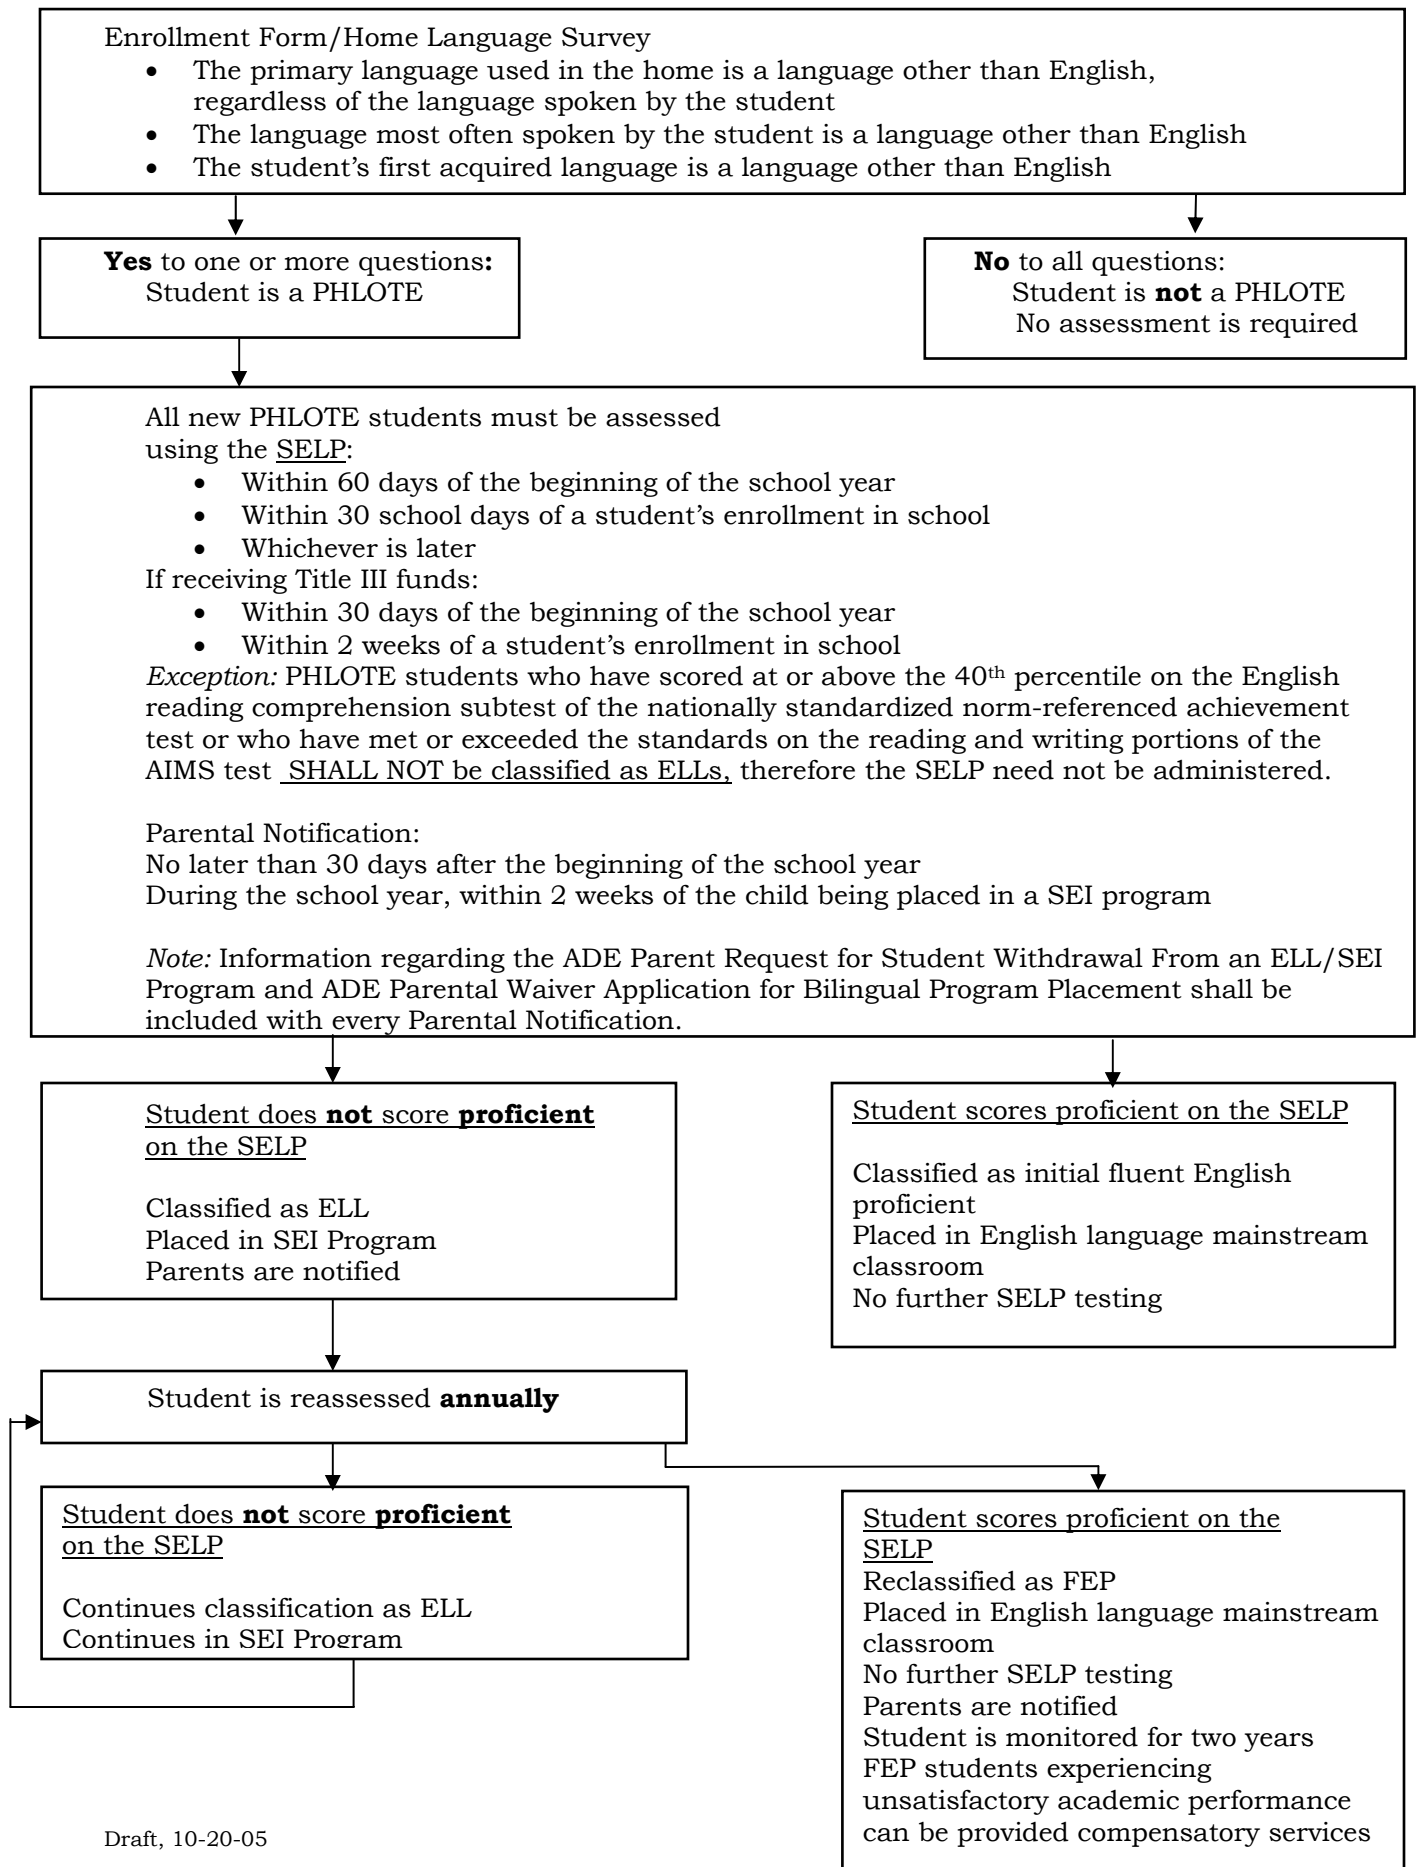 Enrollment Form/Home Language Survey
• The primary language used in the home is a language other than English,
regardless of the language spoken by the student
• The language most often spoken by the student is a language other than English
• The student's first acquired language is a language other than English
Yes to one or more questions:
Student is a PHLOTE
No to all questions:
Student is not a PHLOTE
No assessment is required
All new PHLOTE students must be assessed
using the SELP:
• Within 60 days of the beginning of the school year
• Within 30 school days of a student's enrollment in school
• Whichever is later
If receiving Title III funds:
• Within 30 days of the beginning of the school year
• Within 2 weeks of a student's enrollment in school
Exception: PHLOTE students who have scored at or above the 40th percentile on the English
reading comprehension subtest of the nationally standardized norm-referenced achievement
test or who have met or exceeded the standards on the reading and writing portions of the
AIMS test SHALL NOT be classified as ELLs, therefore the SELP need not be administered.
Parental Notification:
No later than 30 days after the beginning of the school year
During the school year, within 2 weeks of the child being placed in a SEI program
Note: Information regarding the ADE Parent Request for Student Withdrawal From an ELL/SEI
Program and ADE Parental Waiver Application for Bilingual Program Placement shall be
included with every Parental Notification.
Student does not score proficient
on the SELP
Classified as ELL
Placed in SEI Program
Parents are notified
Student scores proficient on the SELP
Classified as initial fluent English
proficient
Placed in English language mainstream
classroom
No further SELP testing
Student is reassessed annually
Student does not score proficient
on the SELP
Continues classification as ELL
Continues in SEI Program
Student scores proficient on the
SELP
Reclassified as FEP
Placed in English language mainstream
classroom
No further SELP testing
Parents are notified
Student is monitored for two years
FEP students experiencing
unsatisfactory academic performance
can be provided compensatory services
Draft, 10-20-05